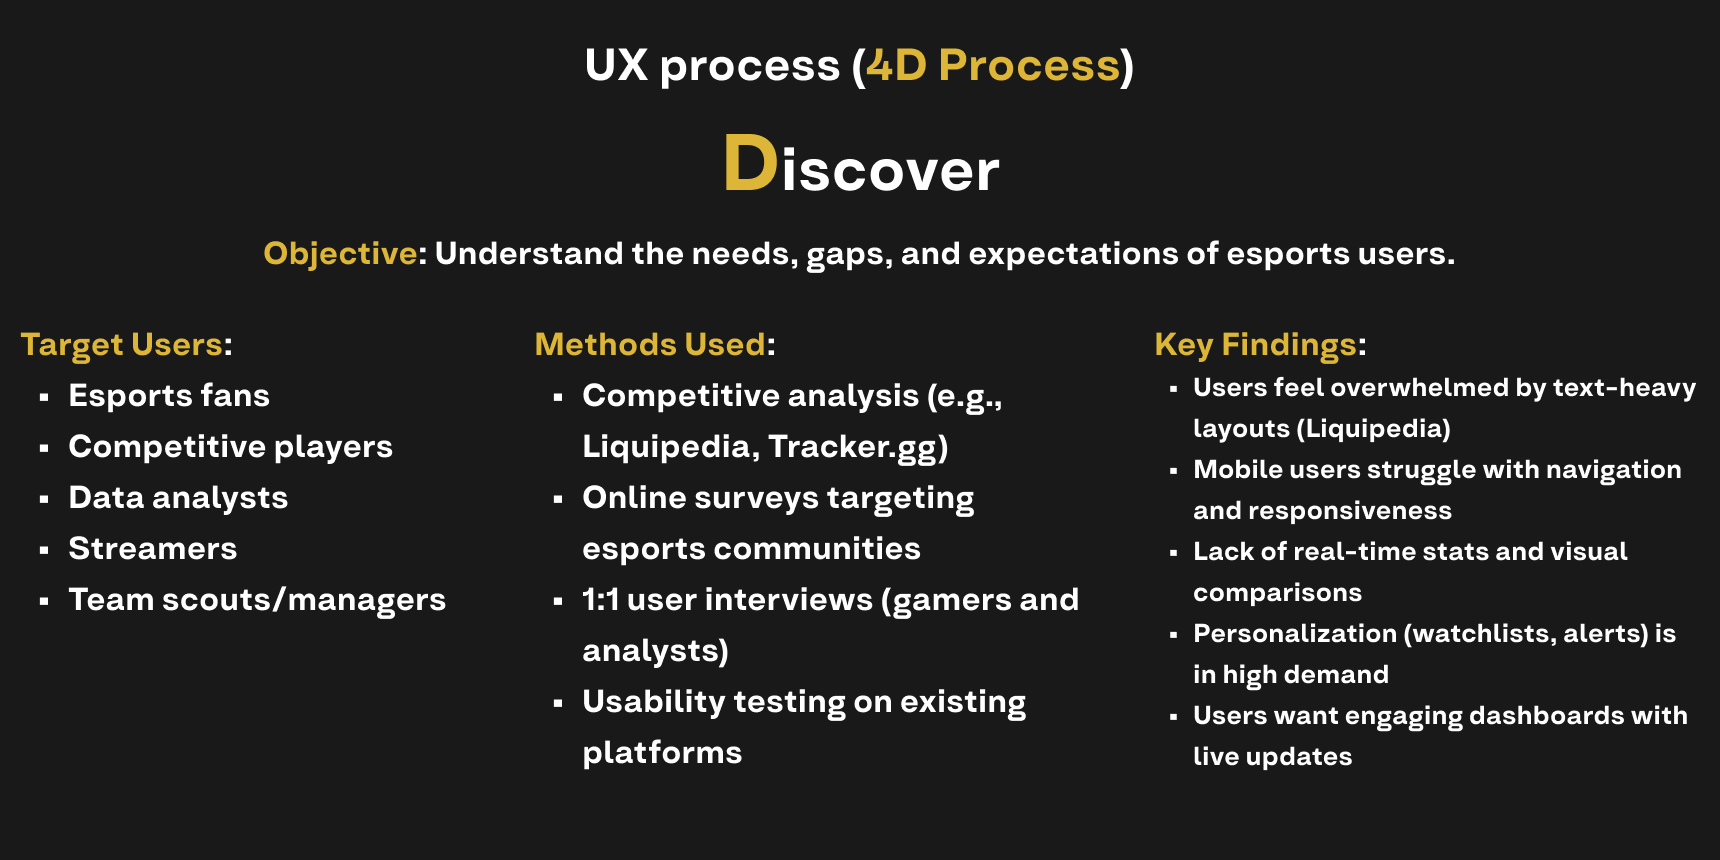 UX process (4D Process)
Discover
Objective: Understand the needs, gaps, and expectations of esports users.
Target Users:
▪ Esports fans
▪ Competitive players
▪ Data analysts
▪ Streamers
▪ Team scouts/managers
Methods Used:
▪ Competitive analysis (e.g.,
Liquipedia, Tracker.gg)
▪ Online surveys targeting
esports communities
▪ 1:1 user interviews (gamers and
analysts)
▪ Usability testing on existing
platforms
Key Findings:
▪ Users feel overwhelmed by text-heavy
layouts (Liquipedia)
▪ Mobile users struggle with navigation
and responsiveness
▪ Lack of real-time stats and visual
comparisons
▪ Personalization (watchlists, alerts) is
in high demand
▪ Users want engaging dashboards with
live updates